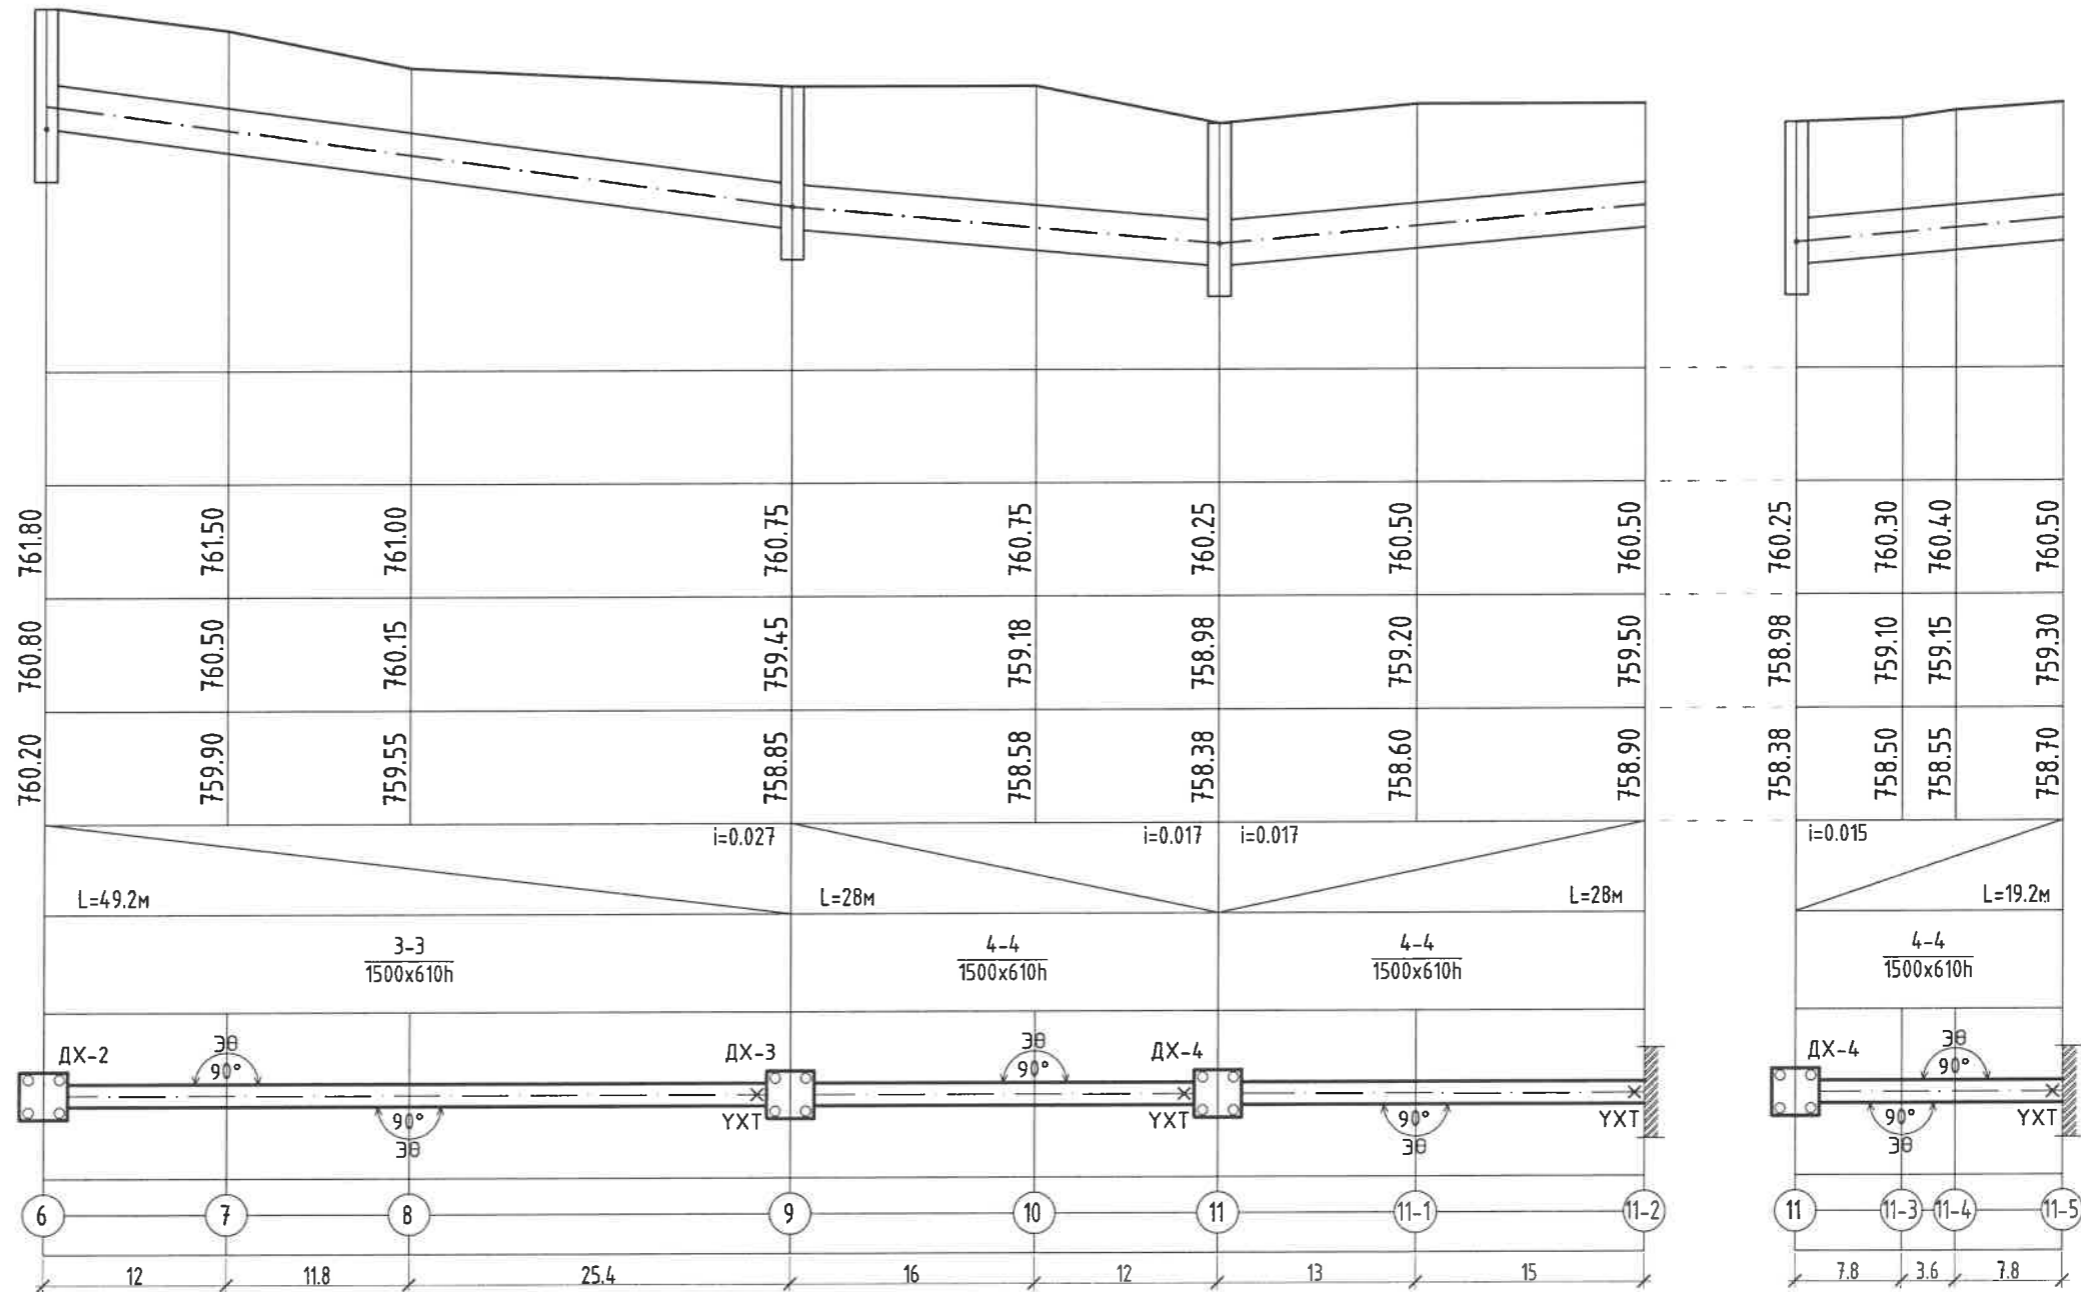 761.80 761.50 761.00 760.75 760.75 760.25 760.50 760.50 760.25 760.30 760.40 760.50
760.80 760.50 760.15 759.45 759.18 758.98 759.20 759.50 758.98 759.10 759.15 759.30
760.20 759.90 759.55 758.85 758.58 758.38 758.60 758.90 758.38 758.50 758.55 758.70
i=0.027 i=0.017 i=0.017 i=0.015
L=49.2м L=28м L=28м L=19.2м
3-3 4-4 4-4 4-4
1500x610h 1500x610h 1500x610h 1500x610h
ДХ-2 ЗӨ ДХ-3 ЗӨ ДХ-4 ДХ-4 ЗӨ
90° 90° 90°
90° YXT YXT 90° YXT 90° YXT
ЗӨ ЗӨ ЗӨ
6 7 8 9 10 11 11-1 11-2 11 11-3 11-4 11-5
12 11.8 25.4 16 12 13 15 7.8 3.6 7.8